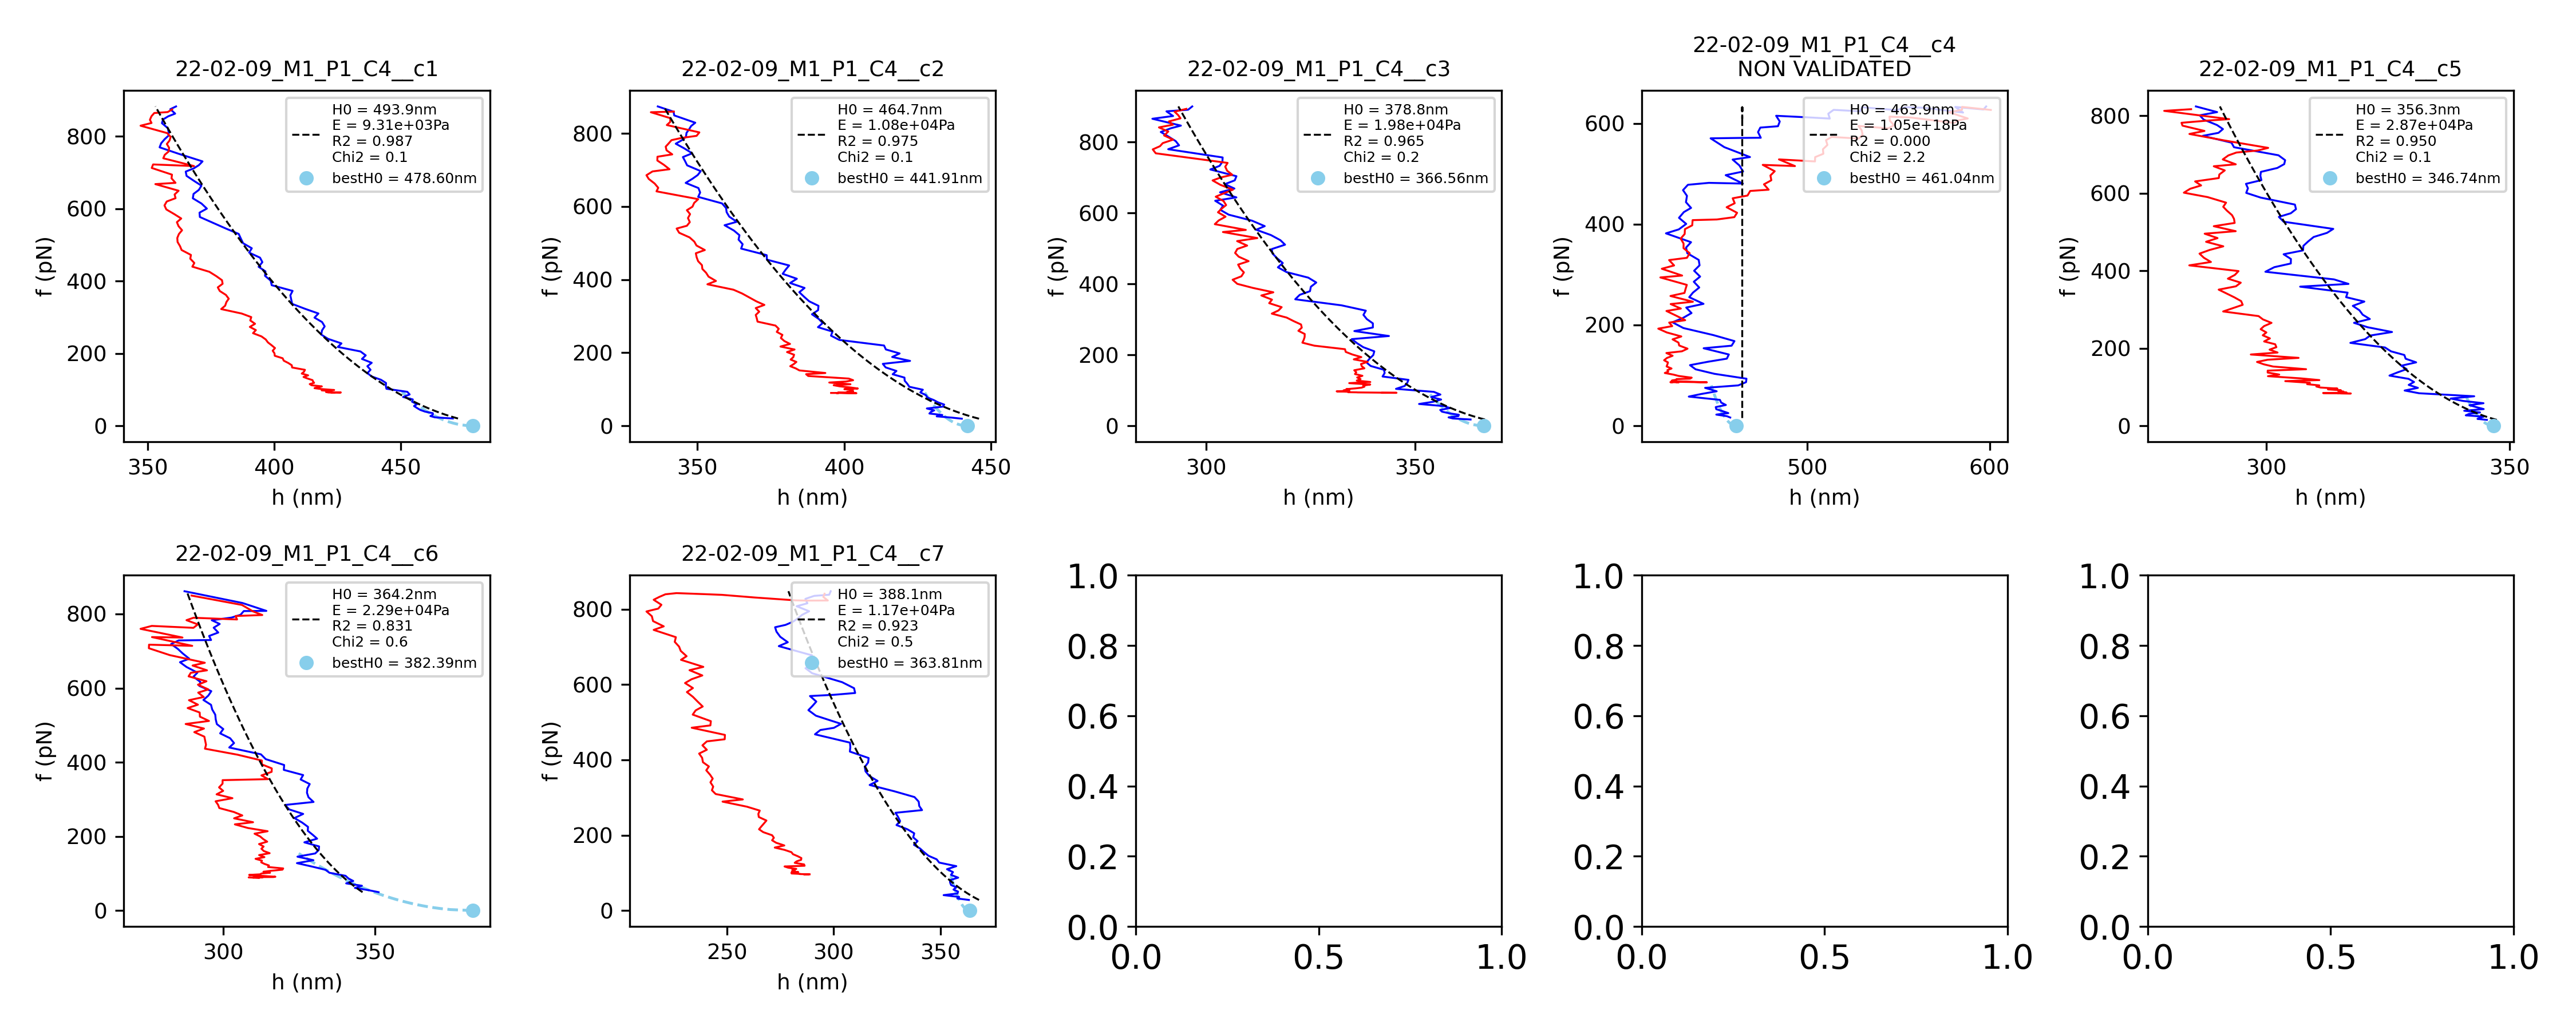 22-02-09_M1_P1_C4__c1
H0 = 493.9nm
E = 9.31e+03Pa
R2 = 0.987
Chi2 = 0.1
bestH0 = 478.60nm
f (pN)
800
600
400
200
0
350 400 450
h (nm)
22-02-09_M1_P1_C4__c2
H0 = 464.7nm
E = 1.08e+04Pa
R2 = 0.975
Chi2 = 0.1
bestH0 = 441.91nm
f (pN)
800
600
400
200
0
350 400 450
h (nm)
22-02-09_M1_P1_C4__c3
H0 = 378.8nm
E = 1.98e+04Pa
R2 = 0.965
Chi2 = 0.2
bestH0 = 366.56nm
f (pN)
800
600
400
200
0
300 350
h (nm)
22-02-09_M1_P1_C4__c4
NON VALIDATED
H0 = 463.9nm
E = 1.05e+18Pa
R2 = 0.000
Chi2 = 2.2
bestH0 = 461.04nm
f (pN)
600
400
200
0
500 600
h (nm)
22-02-09_M1_P1_C4__c5
H0 = 356.3nm
E = 2.87e+04Pa
R2 = 0.950
Chi2 = 0.1
bestH0 = 346.74nm
f (pN)
800
600
400
200
0
300 350
h (nm)
22-02-09_M1_P1_C4__c6
H0 = 364.2nm
E = 2.29e+04Pa
R2 = 0.831
Chi2 = 0.6
bestH0 = 382.39nm
f (pN)
800
600
400
200
0
300 350
h (nm)
22-02-09_M1_P1_C4__c7
H0 = 388.1nm
E = 1.17e+04Pa
R2 = 0.923
Chi2 = 0.5
bestH0 = 363.81nm
f (pN)
800
600
400
200
0
250 300 350
h (nm)
1.0
0.8
0.6
0.4
0.2
0.0
0.0 0.5 1.0
1.0
0.8
0.6
0.4
0.2
0.0
0.0 0.5 1.0
1.0
0.8
0.6
0.4
0.2
0.0
0.0 0.5 1.0